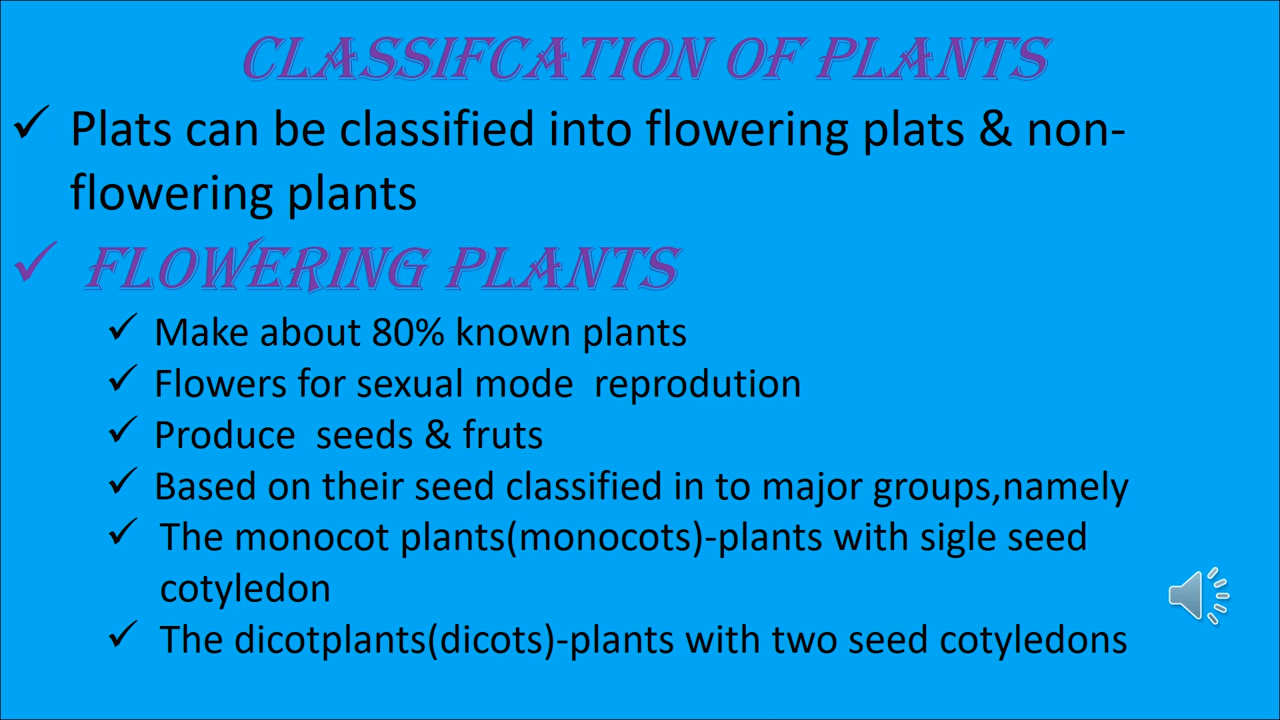 CLASSIFCATION OF PLANTS
✓ Plats can be classified into flowering plats & non-
flowering plants
✓ FLOWERING PLANTS
✓ Make about 80% known plants
✓ Flowers for sexual mode  reprodution
✓ Produce  seeds & fruts
✓ Based on their seed classified in to major groups,namely
✓ The monocot plants(monocots)-plants with sigle seed
cotyledon
✓ The dicotplants(dicots)-plants with two seed cotyledons